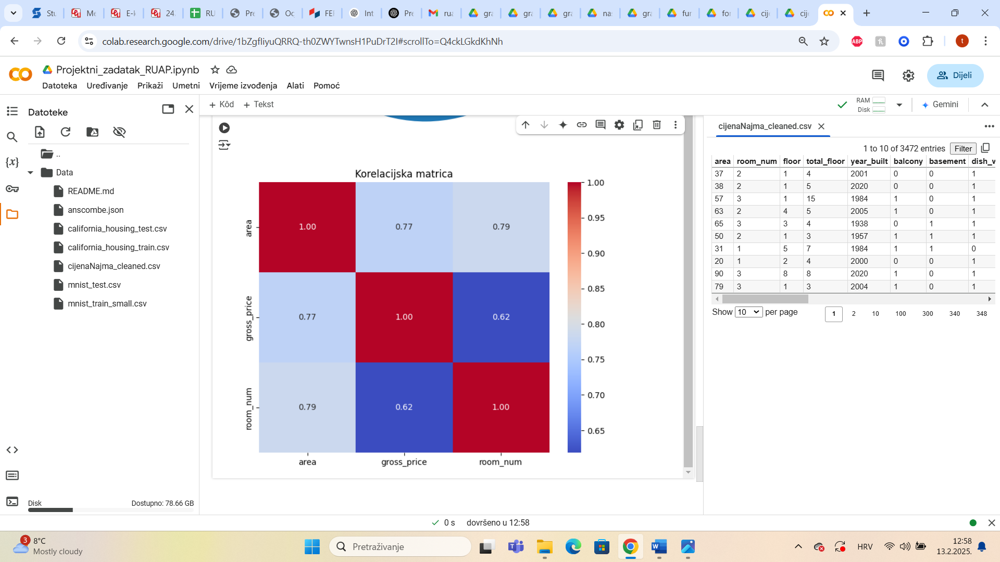 Stu
Me
E-k
24
RU
Pre
Og
FEI
Int
Pre
rua
gra
gra
gra
na
gra
fur
for
cije
cije
colab.research.google.com/drive/1bZgfIiyuQRRQ-th0ZWYTwnsH1PuDrT2I#scrollTo=Q4ckLGkdKhNh
ABP
h
t
CO
Projektni_zadatak_RUAP.ipynb
Datoteka Uređivanje Prikaži Umetni Vrijeme izvođenja Alati Pomoć
Dijeli
Datoteke
+ Kôd + Tekst
RAM
Disk
Gemini
..
Data
README.md
anscombe.json
california_housing_test.csv
california_housing_train.csv
cijenaNajma_cleaned.csv
mnist_test.csv
mnist_train_small.csv
{x}
Disk
Dostupno: 78.66 GB
Korelacijska matrica
area 1.00 0.77 0.79
gross_price 0.77 1.00 0.62
room_num 0.79 0.62 1.00
area gross_price room_num
1.00
0.95
0.90
0.85
0.80
0.75
0.70
0.65
cijenaNajma_cleaned.csv
1 to 10 of 3472 entries Filter
area room_num floor total_floor year_built balcony basement dish_w
37 2 1 4 2001 0 0 1
38 2 1 5 2020 0 0 1
57 3 1 15 1984 1 0 1
63 2 4 5 2005 1 0 1
65 3 3 4 1938 0 1 1
50 2 1 3 1957 1 1 1
31 1 5 7 1984 1 1 0
20 1 2 4 2000 0 0 1
90 3 8 8 2020 1 0 1
79 3 1 3 2004 1 0 1
Show 10 per page 1 2 10 100 300 340 348
0 s dovršeno u 12:58
3
8°C
Mostly cloudy
Pretraživanje
HRV
12:58
13.2.2025.